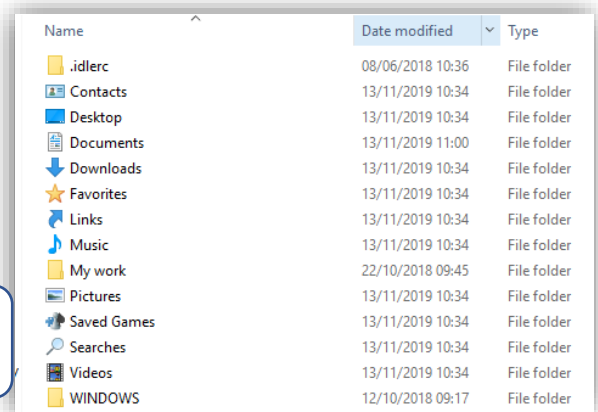 Name Date modified Type
.idlerc 08/06/2018 10:36 File folder
Contacts 13/11/2019 10:34 File folder
Desktop 13/11/2019 10:34 File folder
Documents 13/11/2019 11:00 File folder
Downloads 13/11/2019 10:34 File folder
Favorites 13/11/2019 10:34 File folder
Links 13/11/2019 10:34 File folder
Music 13/11/2019 10:34 File folder
My work 22/10/2018 09:45 File folder
Pictures 13/11/2019 10:34 File folder
Saved Games 13/11/2019 10:34 File folder
Searches 13/11/2019 10:34 File folder
Videos 13/11/2019 10:34 File folder
WINDOWS 12/10/2018 09:17 File folder